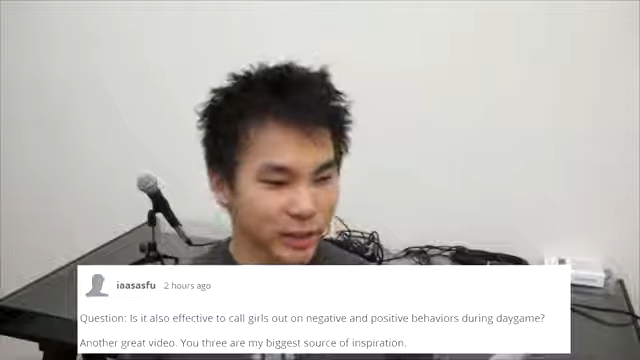 iaasasfu 2 hours ago
Question: Is it also effective to call girls out on negative and positive behaviors during daygame?
Another great video. You three are my biggest source of inspiration.